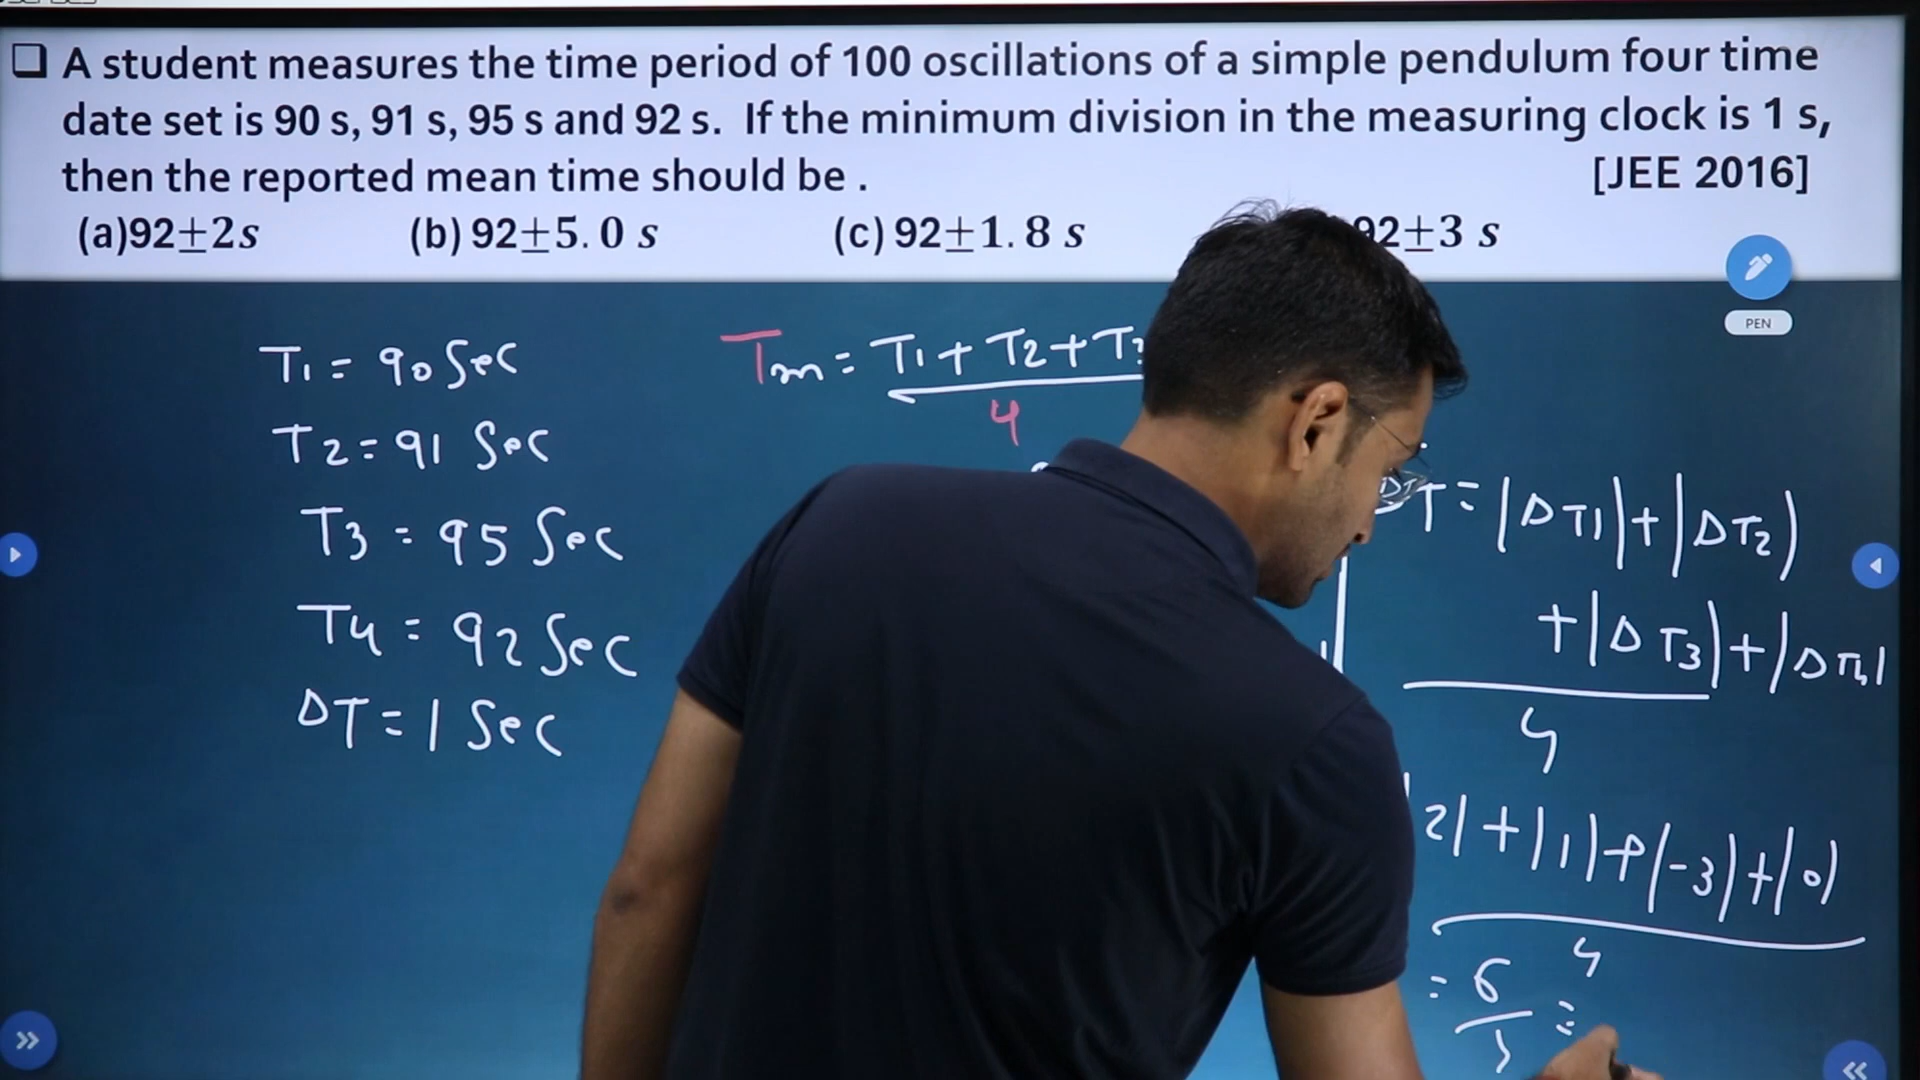 A student measures the time period of 100 oscillations of a simple pendulum four time
date set is 90 s, 91 s, 95 s and 92 s. If the minimum division in the measuring clock is 1 s,
then the reported mean time should be . [JEE 2016]
(a)92±2s (b) 92±5. 0 s (c) 92±1. 8 s 92±3 s
PEN
T1 = 90 Sec
Tm = T1 + T2 + T3
4
T2 = 91 Sec
T3 = 95 Sec
T4 = 92 Sec
ΔT = 1 Sec
ΔT = |ΔT1| + |ΔT2|
+ |ΔT3| + |ΔT4|
4
2| + |1| + |-3| + |0|
4
= 6
=